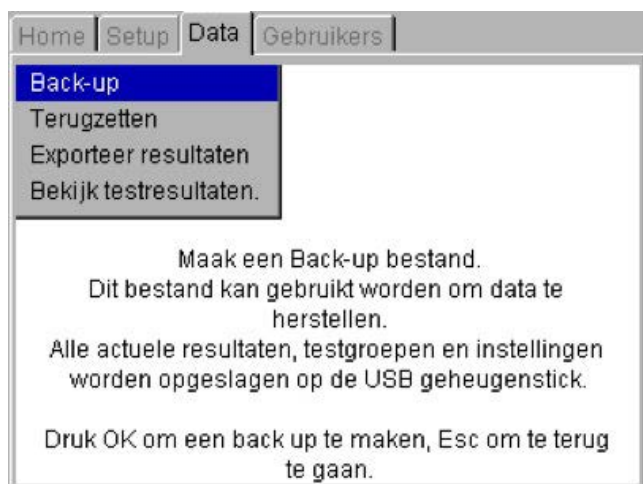 Home Setup Data Gebruikers
Back-up
Terugzetten
Exporteer resultaten
Bekijk testresultaten.
Maak een Back-up bestand.
Dit bestand kan gebruikt worden om data te
herstellen.
Alle actuele resultaten, testgroepen en instellingen
worden opgeslagen op de USB geheugenstick.
Druk OK om een back up te maken, Esc om te terug
te gaan.